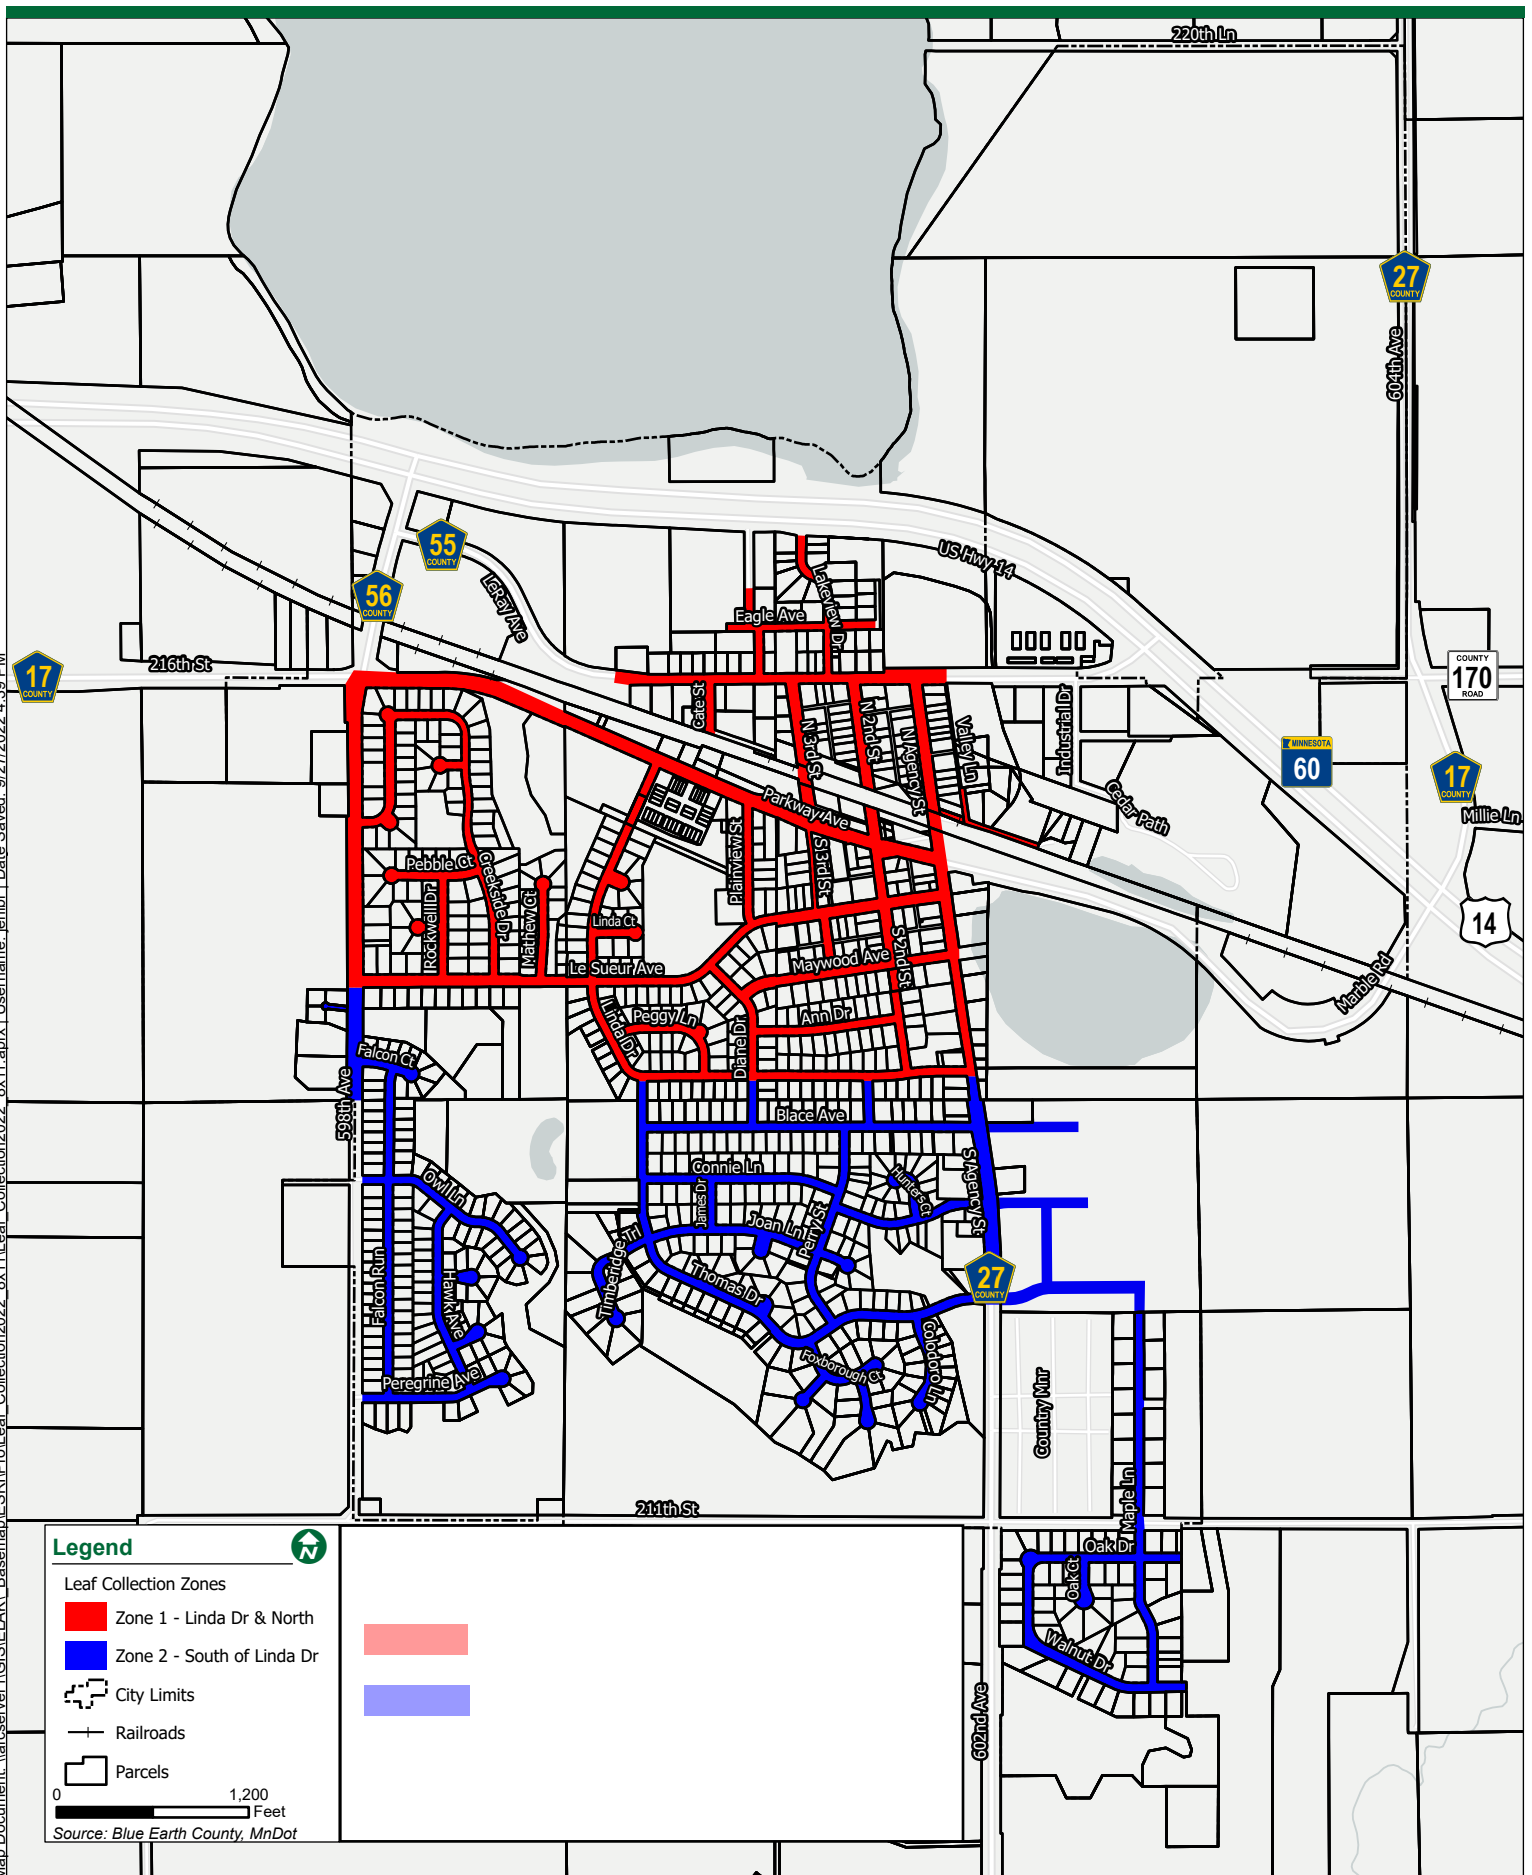 220th Ln
27
COUNTY
604th Ave
US Hwy 14
55
COUNTY
56
COUNTY
LeRay Ave
Lakeview Dr
Eagle Ave
17
COUNTY
216th St
COUNTY
170
ROAD
Cate St
N 3rd St
N 2nd St
N Agency St
Valley Ln
Industrial Dr
MINNESOTA
60
17
COUNTY
Millie Ln
Parkway Ave
Cedar Path
Plainview St
S 3rd St
Pebble Ct
Creekside Dr
Rockwell Dr
Mathew Ct
Linda Ct
14
S 2nd St
Le Sueur Ave
Maywood Ave
Marble Rd
Linda Dr
Peggy Ln
Diane Dr
Ann Dr
Falcon Ct
598th Ave
Blace Ave
Connie Ln
Hunters Ct
S Agency St
Owl Ln
James Dr
Joan Ln
Perry St
Timberidge Trl
Falcon Run
Hawk Ave
Thomas Dr
27
COUNTY
Colodoro Ln
Foxborough Ct
Peregrine Ave
Country Mnr
Maple Ln
211th St
Oak Dr
Oak Ct
Walnut Dr
602nd Ave
Legend
N
Leaf Collection Zones
Zone 1 - Linda Dr & North
Zone 2 - South of Linda Dr
City Limits
Railroads
Parcels
0 1,200
Feet
Source: Blue Earth County, MnDot